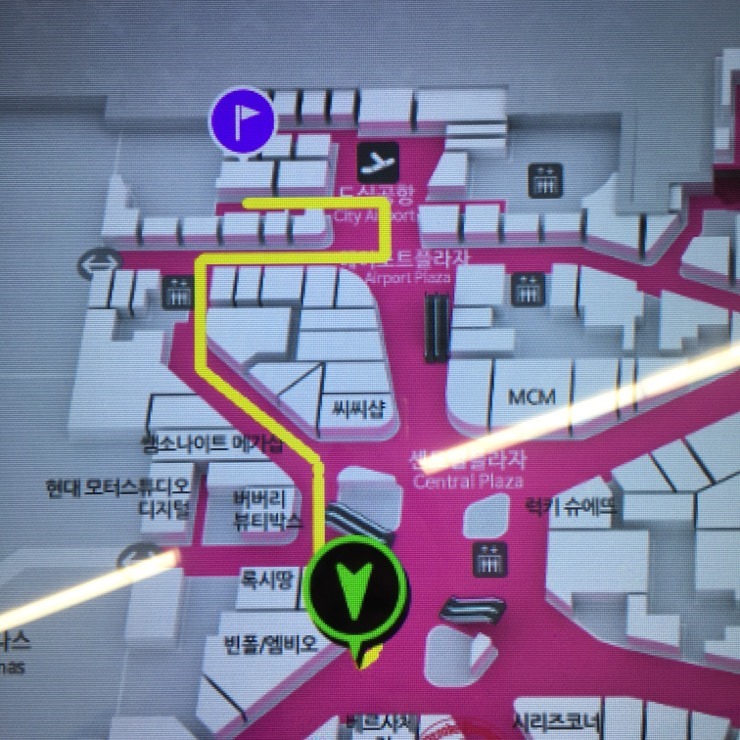 도심공항
City Airport
에어포트플라자
Airport Plaza
씨씨샵
MCM
쌤소나이트 메가샵
센트럴플라자
Central Plaza
현대 모터스튜디오
디지털
버버리
뷰티박스
럭키 슈에뜨
록시땅
빈폴/엠비오
시리즈코너